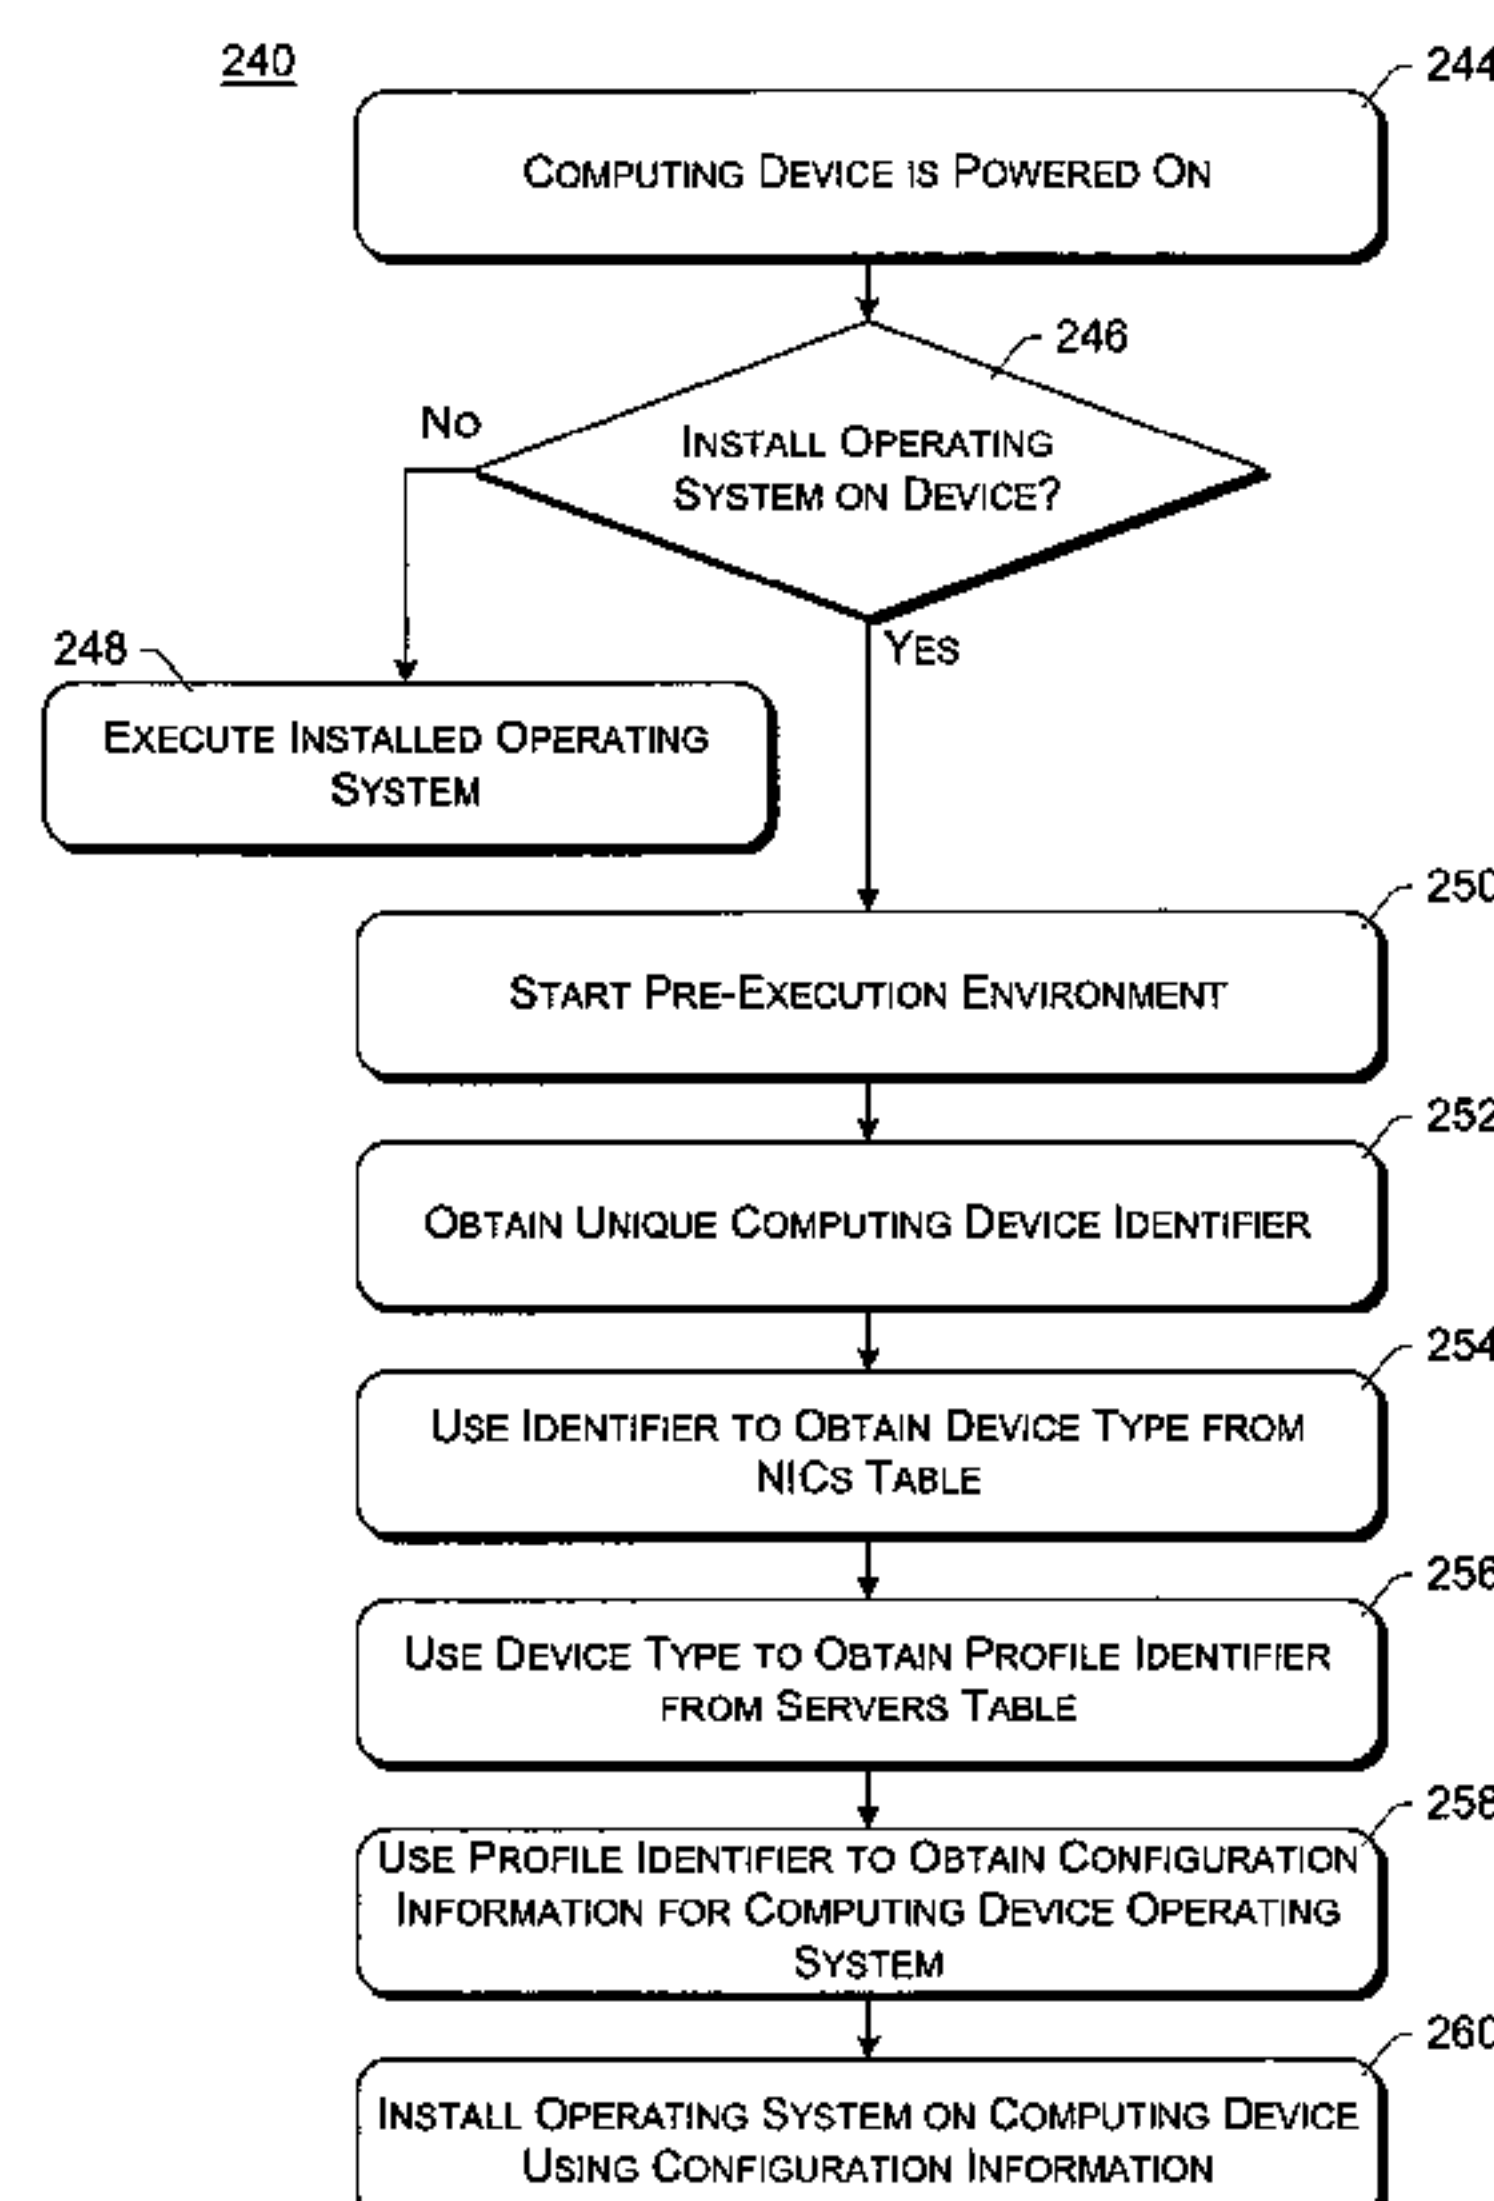 240
244
COMPUTING DEVICE IS POWERED ON
246
NO
INSTALL OPERATING
SYSTEM ON DEVICE?
YES
248
EXECUTE INSTALLED OPERATING
SYSTEM
250
START PRE-EXECUTION ENVIRONMENT
252
OBTAIN UNIQUE COMPUTING DEVICE IDENTIFIER
254
USE IDENTIFIER TO OBTAIN DEVICE TYPE FROM
NICS TABLE
256
USE DEVICE TYPE TO OBTAIN PROFILE IDENTIFIER
FROM SERVERS TABLE
258
USE PROFILE IDENTIFIER TO OBTAIN CONFIGURATION
INFORMATION FOR COMPUTING DEVICE OPERATING
SYSTEM
260
INSTALL OPERATING SYSTEM ON COMPUTING DEVICE
USING CONFIGURATION INFORMATION